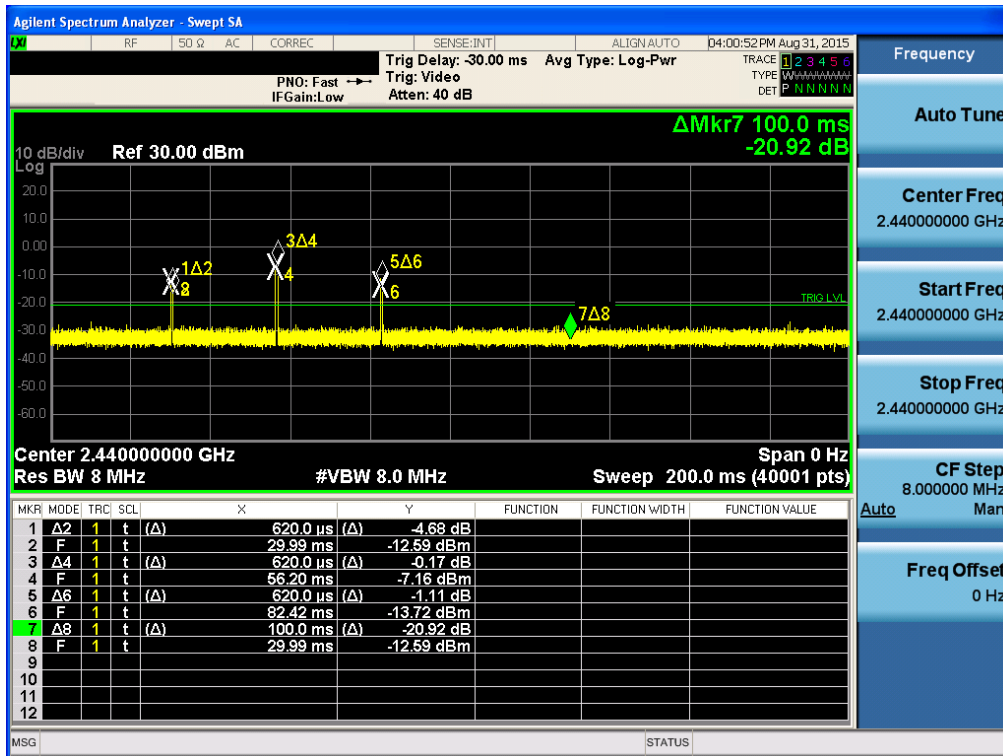 Agilent Spectrum Analyzer - Swept SA
LXI RF 50 Ω AC CORREC SENSE:INT ALIGN AUTO 04:00:52 PM Aug 31, 2015
Trig Delay: -30.00 ms Avg Type: Log-Pwr TRACE 1 2 3 4 5 6
PNO: Fast Trig: Video TYPE
IFGain:Low Atten: 40 dB DET P N N N N N
ΔMkr7 100.0 ms
-20.92 dB
10 dB/div Ref 30.00 dBm
Log
20.0
10.0
0.00
-10.0
-20.0
-30.0
-40.0
-50.0
-60.0
1Δ2
8
3Δ4
4
5Δ6
6
7Δ8
TRIG LVL
Center 2.440000000 GHz Span 0 Hz
Res BW 8 MHz #VBW 8.0 MHz Sweep 200.0 ms (40001 pts)
MKR MODE TRC SCL X Y FUNCTION FUNCTION WIDTH FUNCTION VALUE
1 Δ2 1 t (Δ) 620.0 µs (Δ) -4.68 dB
2 F 1 t 29.99 ms -12.59 dBm
3 Δ4 1 t (Δ) 620.0 µs (Δ) -0.17 dB
4 F 1 t 56.20 ms -7.16 dBm
5 Δ6 1 t (Δ) 620.0 µs (Δ) -1.11 dB
6 F 1 t 82.42 ms -13.72 dBm
7 Δ8 1 t (Δ) 100.0 ms (Δ) -20.92 dB
8 F 1 t 29.99 ms -12.59 dBm
9
10
11
12
MSG STATUS
Frequency
Auto Tune
Center Freq
2.440000000 GHz
Start Freq
2.440000000 GHz
Stop Freq
2.440000000 GHz
CF Step
8.000000 MHz
Auto Man
Freq Offset
0 Hz